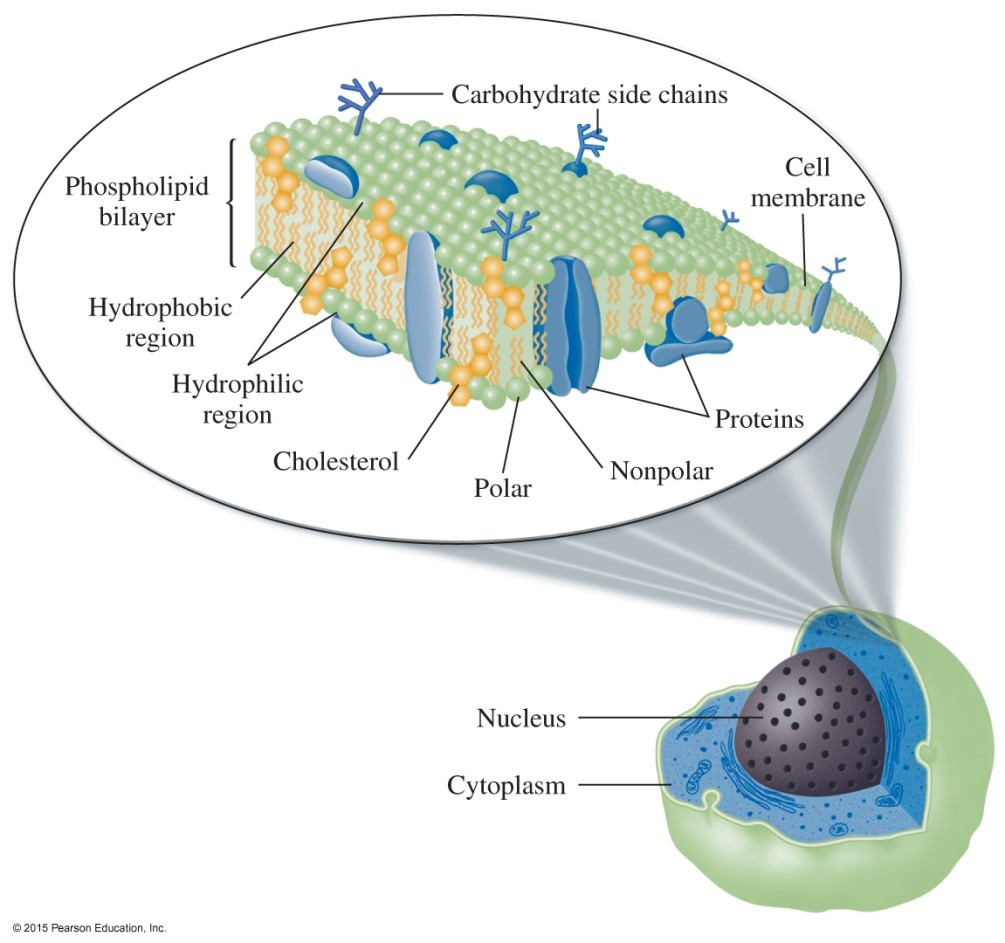 Carbohydrate side chains
Cell
membrane
Phospholipid
bilayer
Hydrophobic
region
Hydrophilic
region
Cholesterol
Polar
Nonpolar
Proteins
Nucleus
Cytoplasm
© 2015 Pearson Education, Inc.